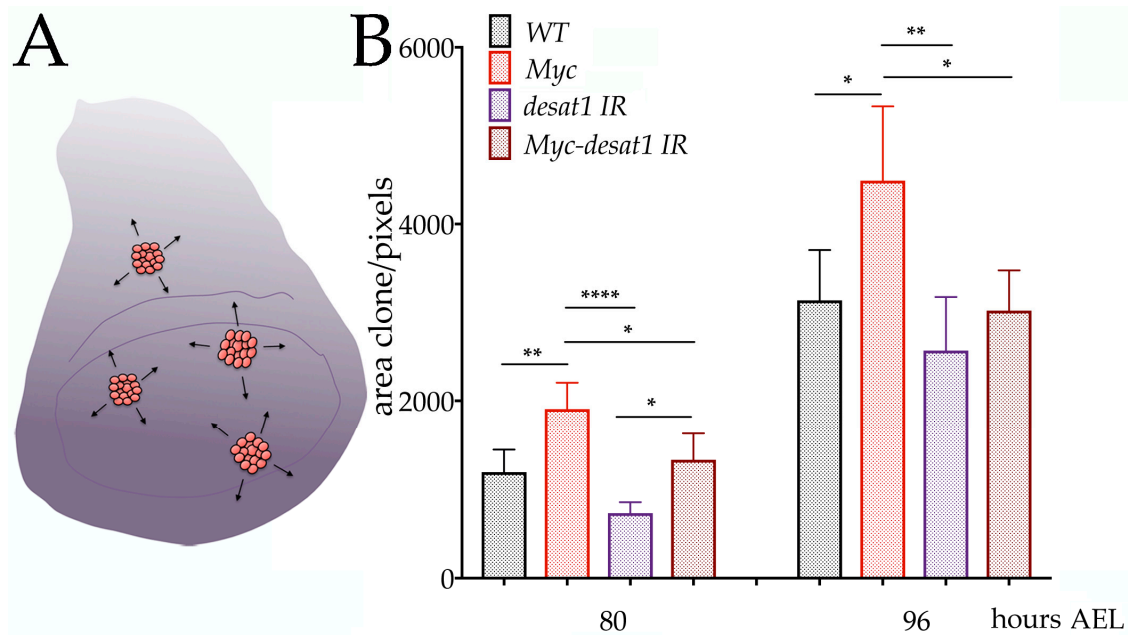 A
B
WT
Myc
desat1 IR
Myc-desat1 IR
area clone/pixels
6000
4000
2000
0
**
****
*
*
*
**
*
80
96
hours AEL